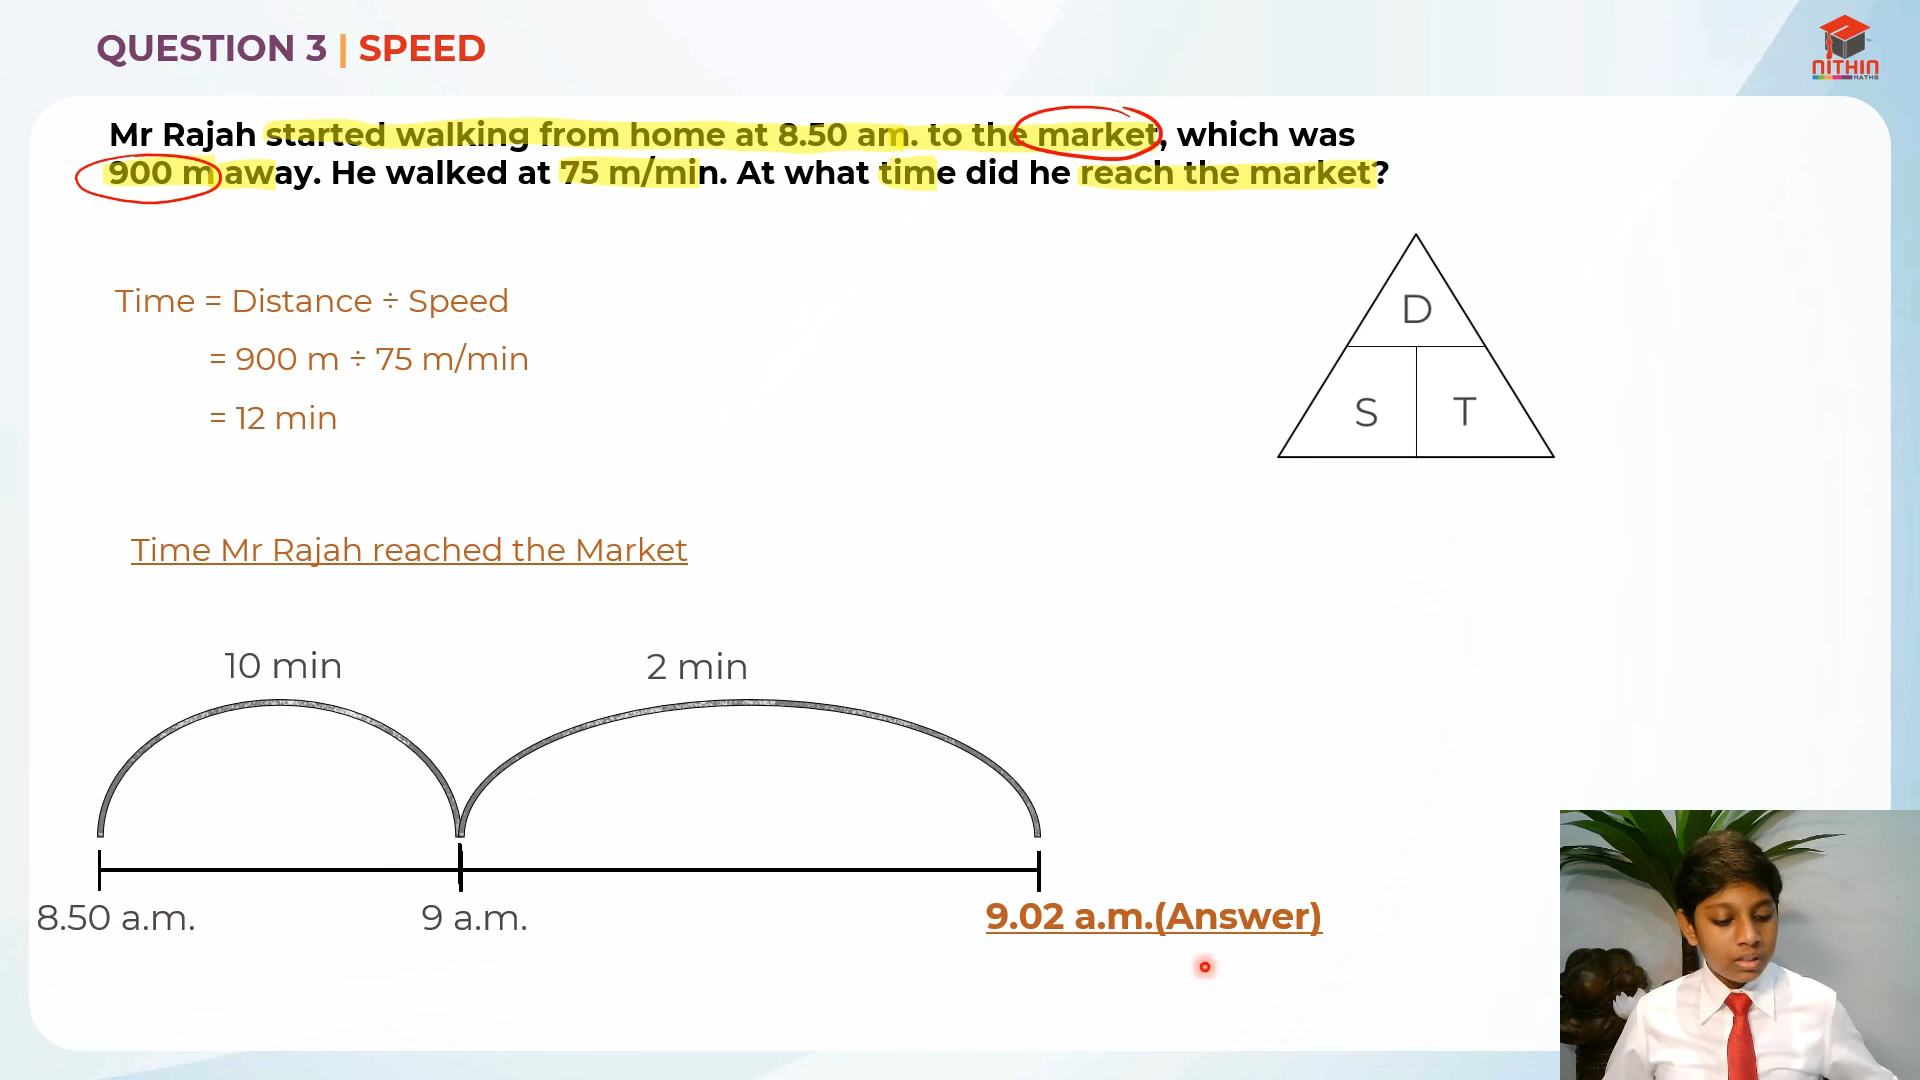 QUESTION 3 | SPEED
NITHIN
MATHS
Mr Rajah started walking from home at 8.50 am. to the market, which was
900 m away. He walked at 75 m/min. At what time did he reach the market?
Time = Distance ÷ Speed
= 900 m ÷ 75 m/min
= 12 min
D
S T
Time Mr Rajah reached the Market
10 min 2 min
8.50 a.m. 9 a.m. 9.02 a.m.(Answer)